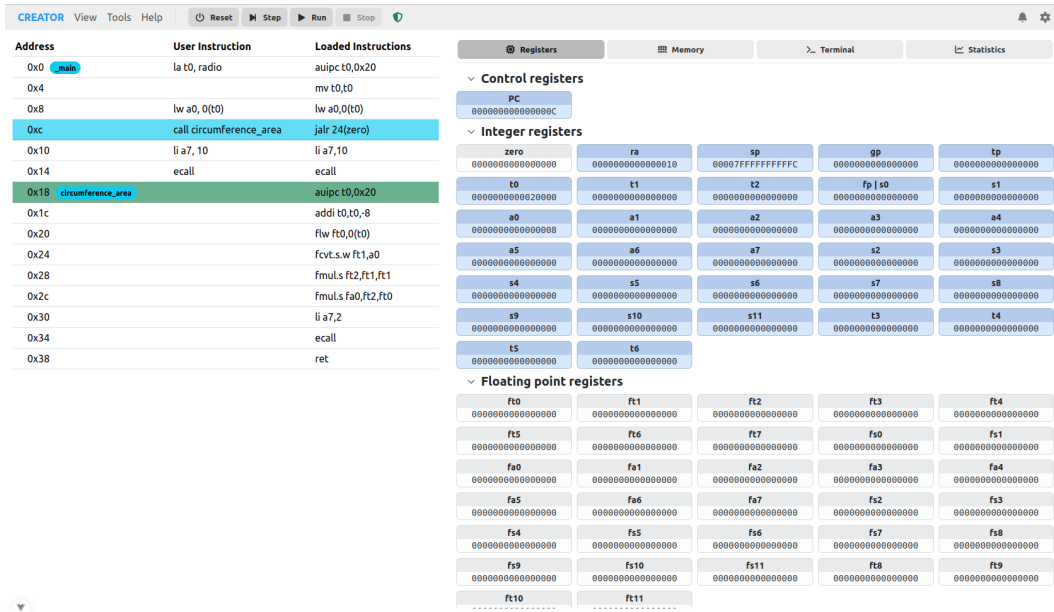 CREATOR View Tools Help Reset Step Run Stop
Address User Instruction Loaded Instructions
0x0 _main la t0, radio auipc t0,0x20
0x4 mv t0,t0
0x8 lw a0, 0(t0) lw a0,0(t0)
0xc call circumference_area jalr 24(zero)
0x10 li a7, 10 li a7,10
0x14 ecall ecall
0x18 circumference_area auipc t0,0x20
0x1c addi t0,t0,-8
0x20 flw ft0,0(t0)
0x24 fcvt.s.w ft1,a0
0x28 fmul.s ft2,ft1,ft1
0x2c fmul.s fa0,ft2,ft0
0x30 li a7,2
0x34 ecall
0x38 ret
Registers Memory Terminal Statistics
Control registers
PC
000000000000000C
Integer registers
zero ra sp gp tp
0000000000000000 0000000000000010 00007FFFFFFFFFFC 0000000000000000 0000000000000000
t0 t1 t2 fp | s0 s1
0000000000020000 0000000000000000 0000000000000000 0000000000000000 0000000000000000
a0 a1 a2 a3 a4
0000000000000008 0000000000000000 0000000000000000 0000000000000000 0000000000000000
a5 a6 a7 s2 s3
0000000000000000 0000000000000000 0000000000000000 0000000000000000 0000000000000000
s4 s5 s6 s7 s8
0000000000000000 0000000000000000 0000000000000000 0000000000000000 0000000000000000
s9 s10 s11 t3 t4
0000000000000000 0000000000000000 0000000000000000 0000000000000000 0000000000000000
t5 t6
0000000000000000 0000000000000000
Floating point registers
ft0 ft1 ft2 ft3 ft4
0000000000000000 0000000000000000 0000000000000000 0000000000000000 0000000000000000
ft5 ft6 ft7 fs0 fs1
0000000000000000 0000000000000000 0000000000000000 0000000000000000 0000000000000000
fa0 fa1 fa2 fa3 fa4
0000000000000000 0000000000000000 0000000000000000 0000000000000000 0000000000000000
fa5 fa6 fa7 fs2 fs3
0000000000000000 0000000000000000 0000000000000000 0000000000000000 0000000000000000
fs4 fs5 fs6 fs7 fs8
0000000000000000 0000000000000000 0000000000000000 0000000000000000 0000000000000000
fs9 fs10 fs11 ft8 ft9
0000000000000000 0000000000000000 0000000000000000 0000000000000000 0000000000000000
ft10 ft11